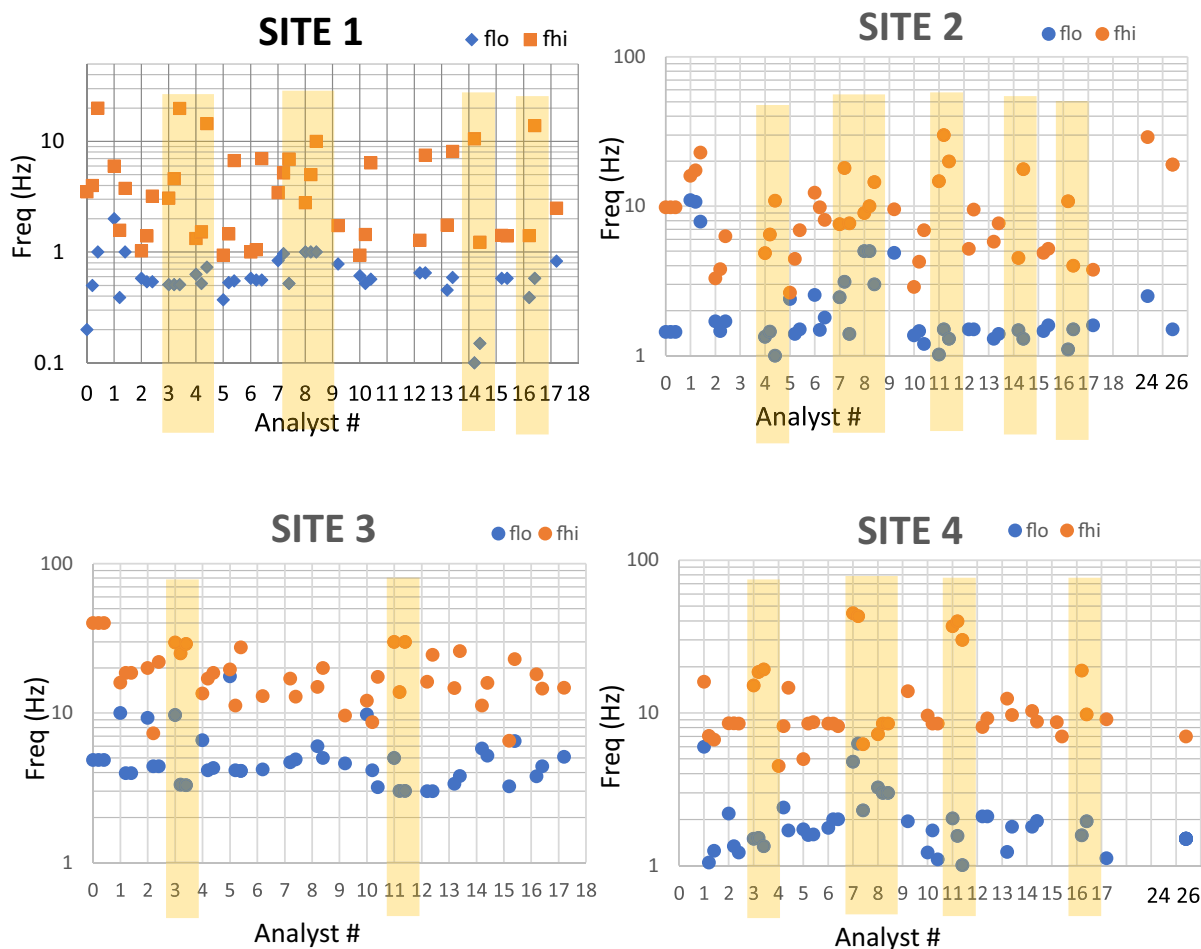 SITE 1
flo fhi
Freq (Hz)
10
1
0.1
0 1 2 3 4 5 6 7 8 9 10 11 12 13 14 15 16 17 18
Analyst #
SITE 2
flo fhi
Freq (Hz)
100
10
1
0 1 2 3 4 5 6 7 8 9 10 11 12 13 14 15 16 17 18 24 26
Analyst #
SITE 3
flo fhi
Freq (Hz)
100
10
1
0 1 2 3 4 5 6 7 8 9 10 11 12 13 14 15 16 17 18
Analyst #
SITE 4
flo fhi
Freq (Hz)
100
10
1
0 1 2 3 4 5 6 7 8 9 10 11 12 13 14 15 16 17 24 26
Analyst #